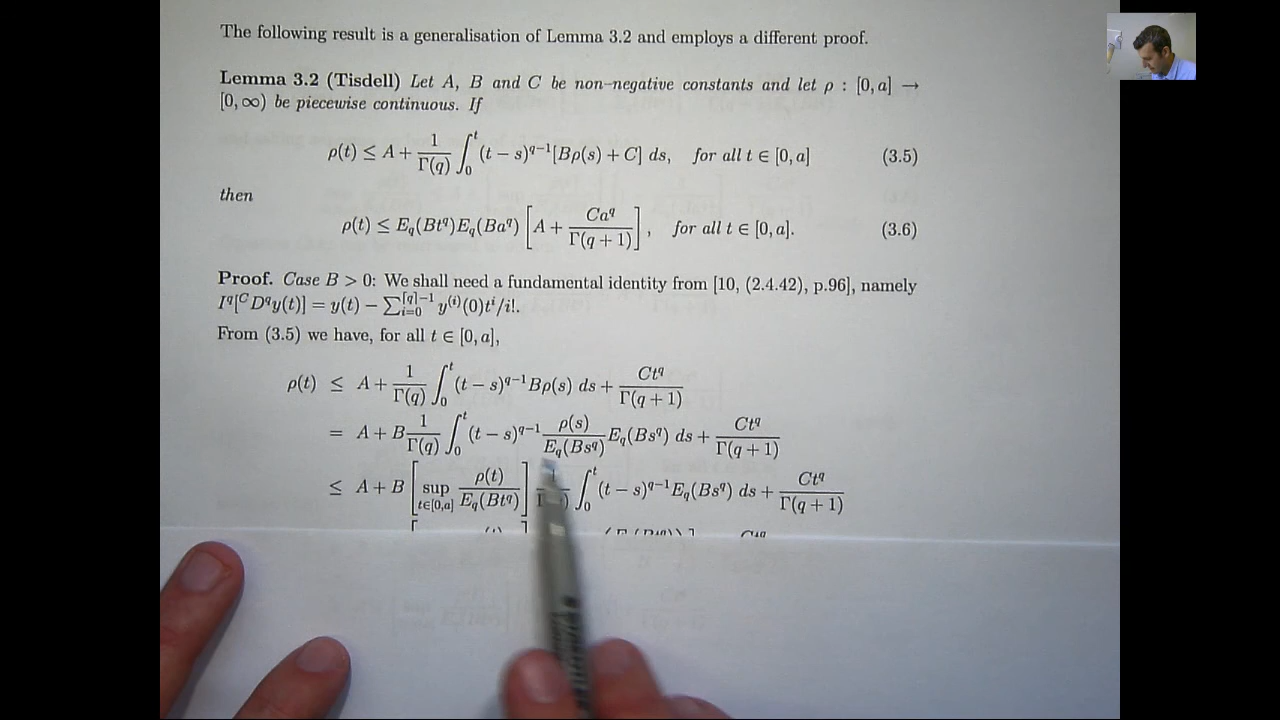 The following result is a generalisation of Lemma 3.2 and employs a different proof.
Lemma 3.2 (Tisdell) Let A, B and C be non–negative constants and let ρ : [0, a] →
[0, ∞) be piecewise continuous. If
ρ(t) ≤ A + 1/Γ(q) ∫₀ᵗ (t − s)^{q−1}[Bρ(s) + C] ds, for all t ∈ [0, a] (3.5)
then
ρ(t) ≤ E_q(Bt^q)E_q(Ba^q) [A + Ca^q/Γ(q + 1)], for all t ∈ [0, a]. (3.6)
Proof. Case B > 0: We shall need a fundamental identity from [10, (2.4.42), p.96], namely
I^q[^C D^q y(t)] = y(t) − ∑_{i=0}^{⌈q⌉−1} y^{(i)}(0)t^i/i!.
From (3.5) we have, for all t ∈ [0, a],
ρ(t) ≤ A + 1/Γ(q) ∫₀ᵗ (t − s)^{q−1}Bρ(s) ds + Ct^q/Γ(q + 1)
= A + B 1/Γ(q) ∫₀ᵗ (t − s)^{q−1} ρ(s)/E_q(Bs^q) E_q(Bs^q) ds + Ct^q/Γ(q + 1)
≤ A + B [sup_{t∈[0,a]} ρ(t)/E_q(Bt^q)] ∫₀ᵗ (t − s)^{q−1}E_q(Bs^q) ds + Ct^q/Γ(q + 1)